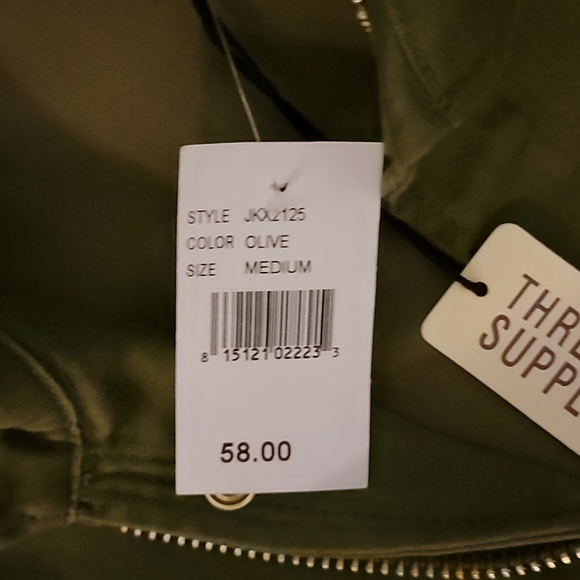 STYLE JKX2125
COLOR OLIVE
SIZE MEDIUM
8 15121 02223 3
58.00
THRE
SUPPL